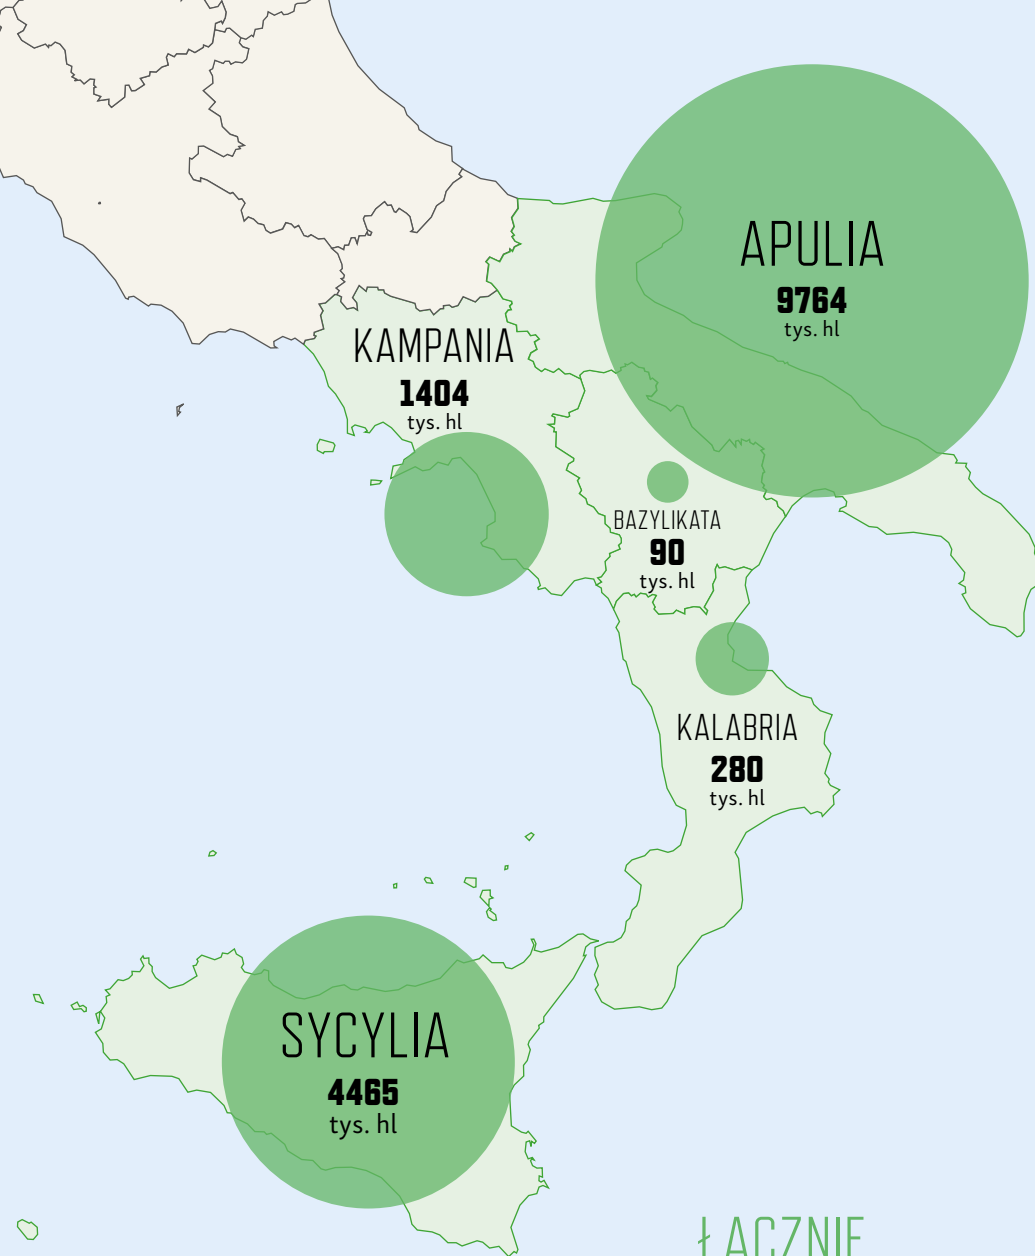 APULIA
9764
tys. hl
KAMPANIA
1404
tys. hl
BAZYLIKATA
90
tys. hl
KALABRIA
280
tys. hl
SYCYLIA
4465
tys. hl
ŁĄCZNIE